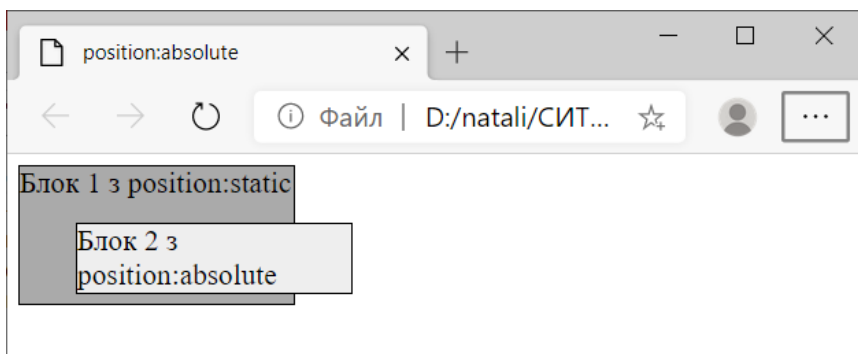 position:absolute
Файл | D:/natali/СИТ...
Блок 1 з position:static
Блок 2 з
position:absolute